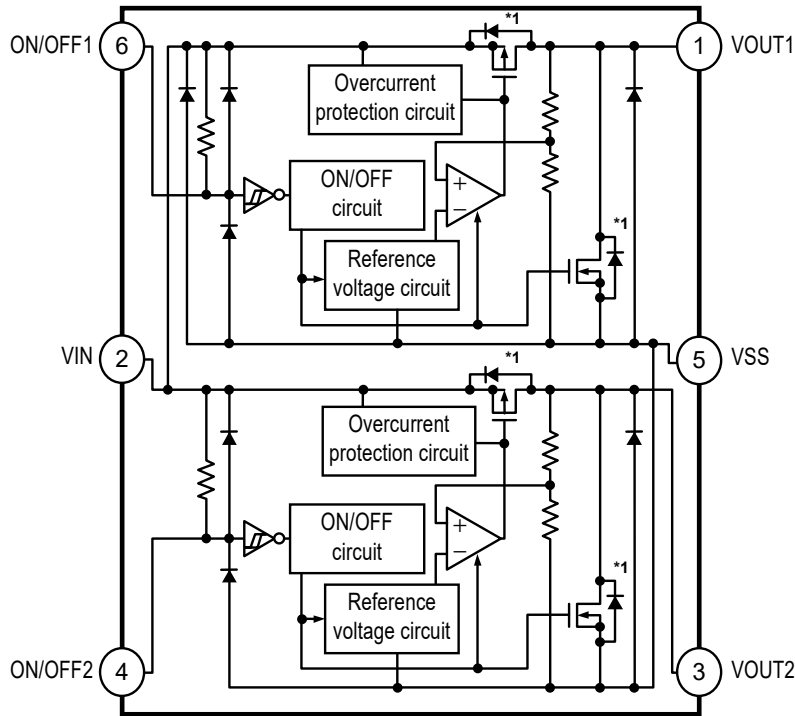 ON/OFF1
6
*1
1
VOUT1
Overcurrent
protection circuit
ON/OFF
circuit
+
−
*1
Reference
voltage circuit
VIN
2
*1
5
VSS
Overcurrent
protection circuit
ON/OFF
circuit
+
−
*1
Reference
voltage circuit
ON/OFF2
4
3
VOUT2